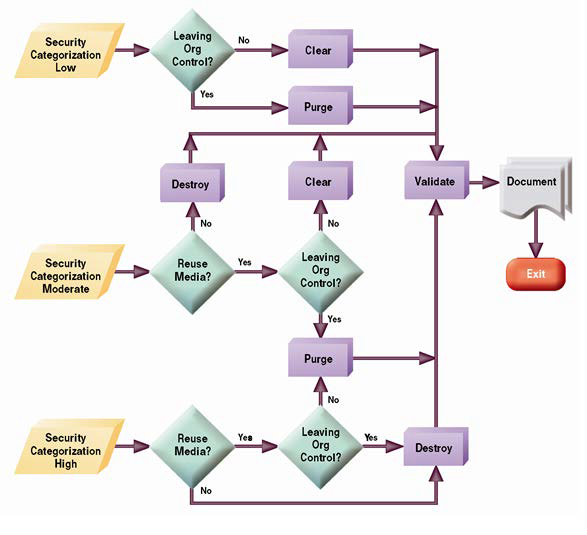 Security
Categorization
Low
Leaving
Org
Control?
No
Clear
Yes
Purge
Destroy
Clear
Validate
Document
No
No
Security
Categorization
Moderate
Reuse
Media?
Yes
Leaving
Org
Control?
Exit
Yes
Purge
No
Security
Categorization
High
Reuse
Media?
Yes
Leaving
Org
Control?
Yes
Destroy
No